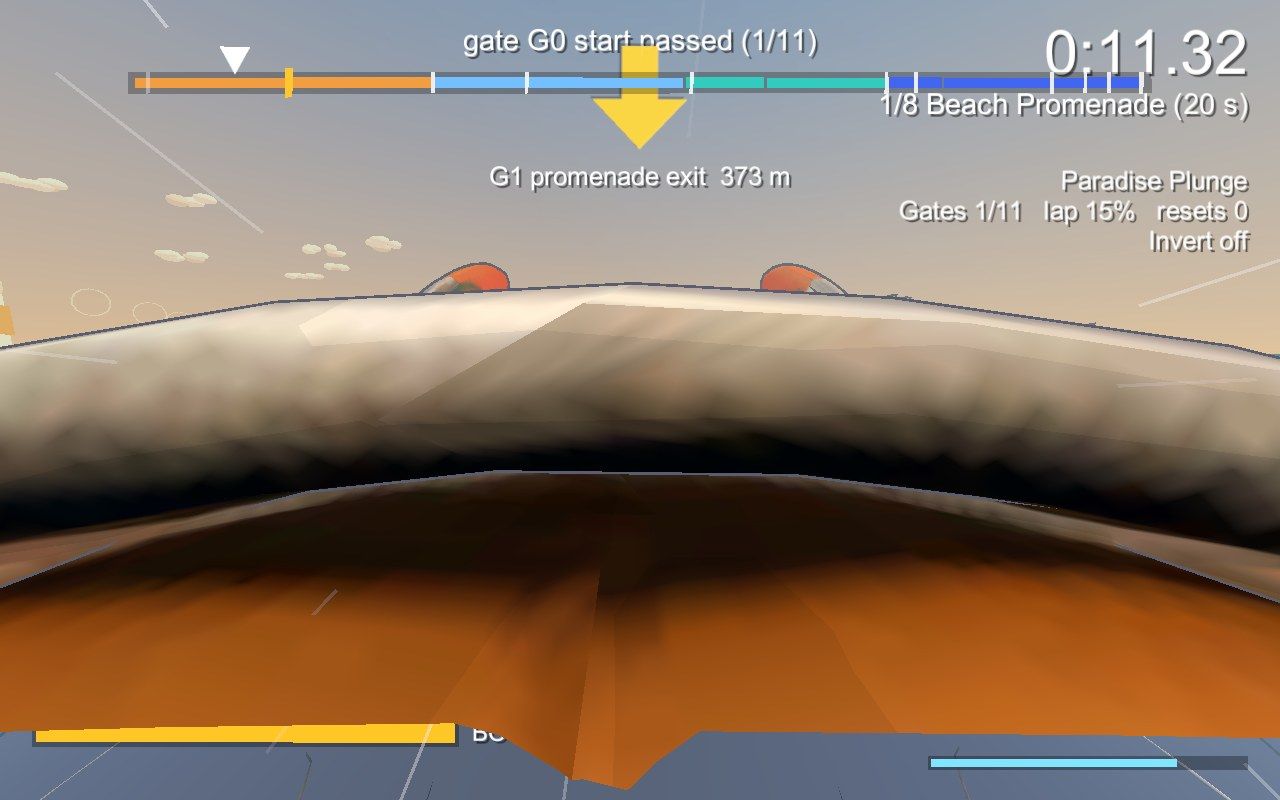 gate G0 start passed (1/11)
0:11.32
1/8 Beach Promenade (20 s)
G1 promenade exit 373 m
Paradise Plunge
Gates 1/11 lap 15% resets 0
Invert off